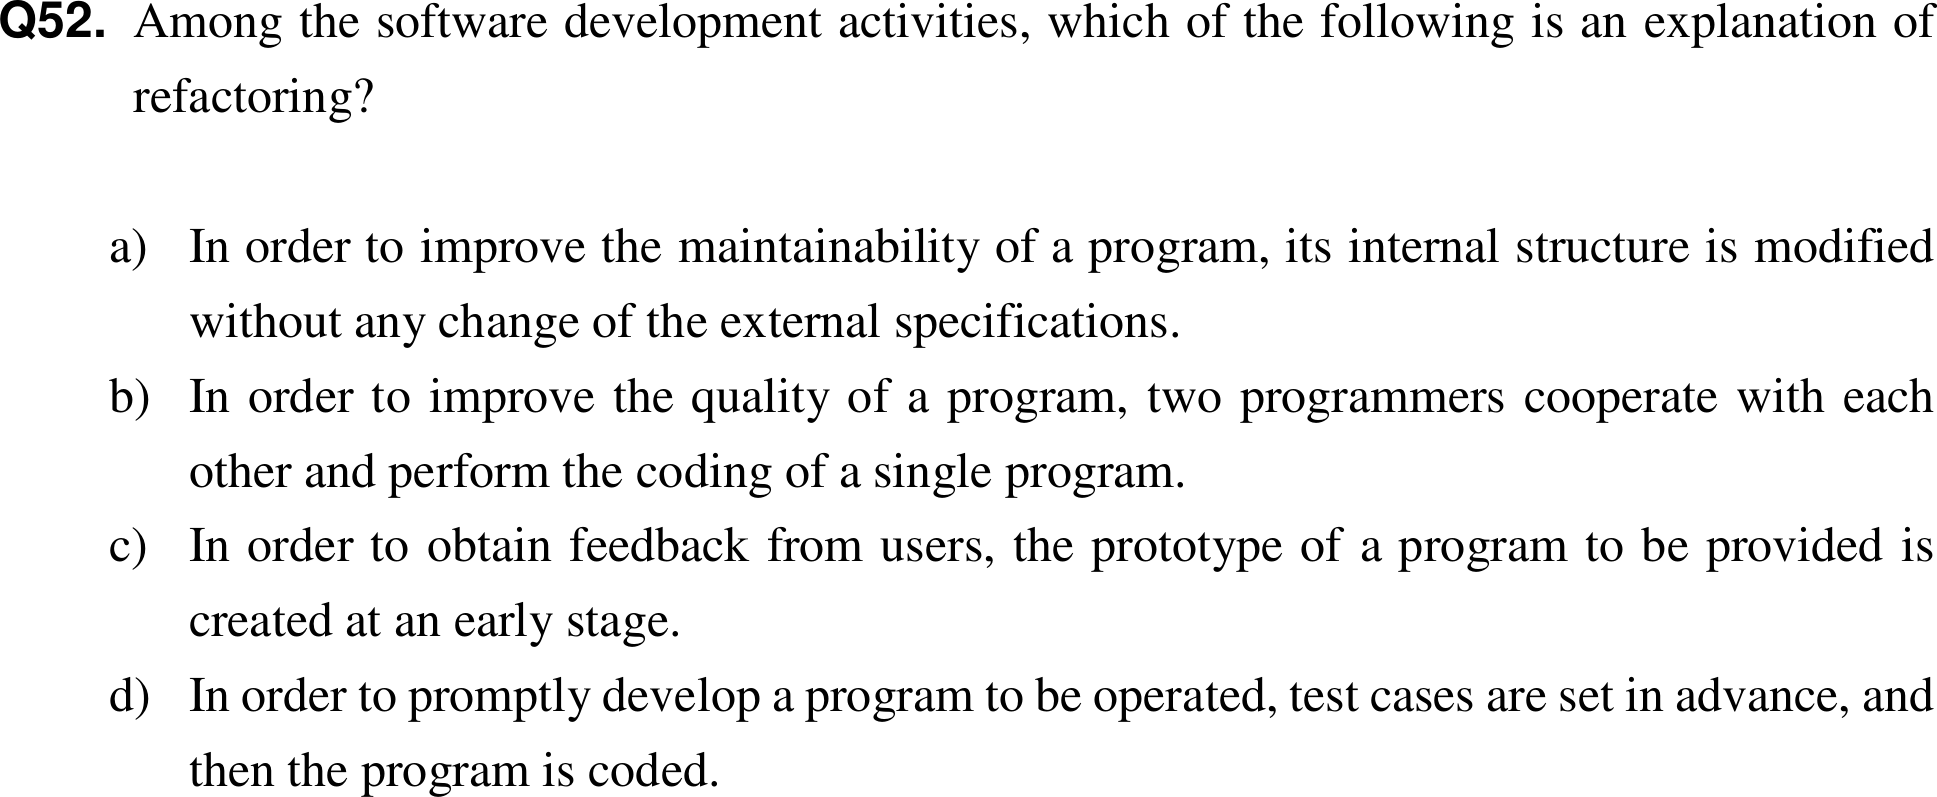 Q52. Among the software development activities, which of the following is an explanation of
refactoring?
a) In order to improve the maintainability of a program, its internal structure is modified
without any change of the external specifications.
b) In order to improve the quality of a program, two programmers cooperate with each
other and perform the coding of a single program.
c) In order to obtain feedback from users, the prototype of a program to be provided is
created at an early stage.
d) In order to promptly develop a program to be operated, test cases are set in advance, and
then the program is coded.